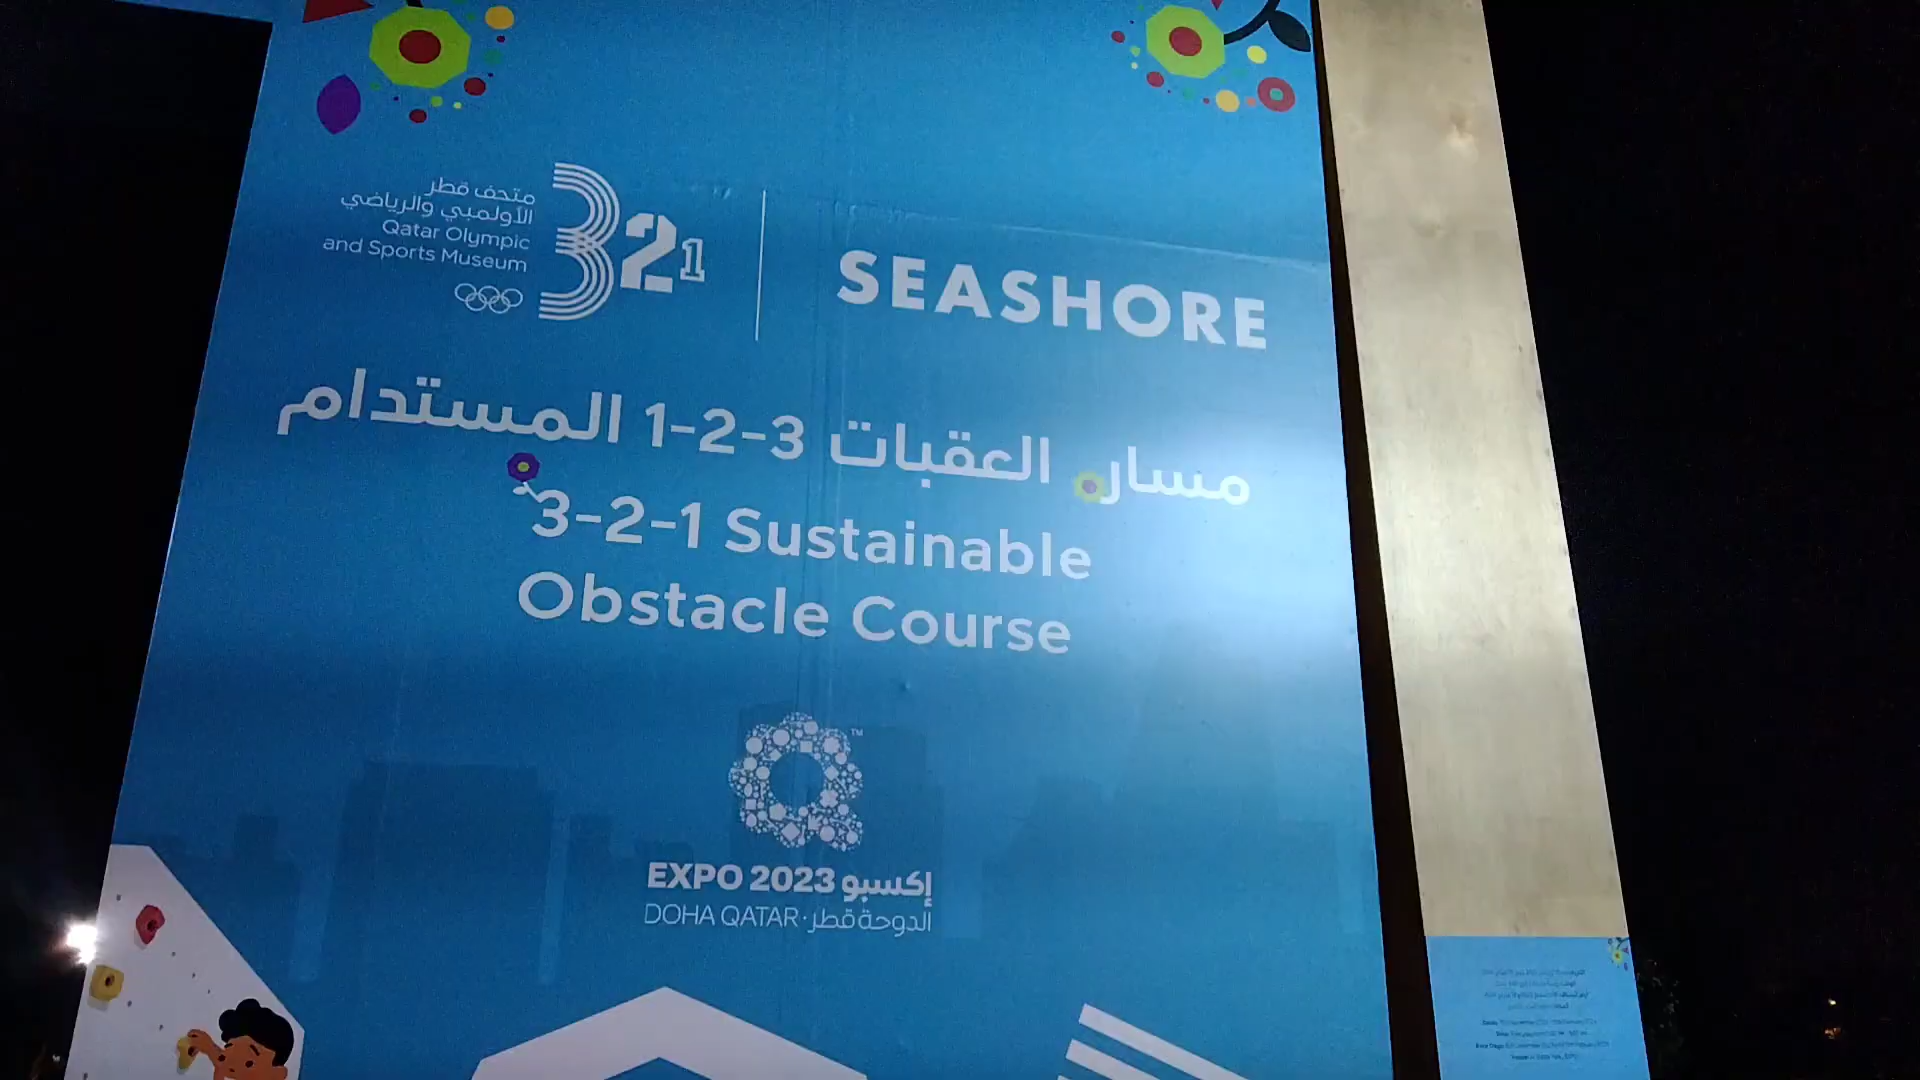 متحف قطر
الأولمبي والرياضي
Qatar Olympic
and Sports Museum
321
SEASHORE
مسار العقبات 3-2-1 المستدام
3-2-1 Sustainable
Obstacle Course
TM
EXPO 2023 إكسبو
DOHA QATAR · الدوحة قطر